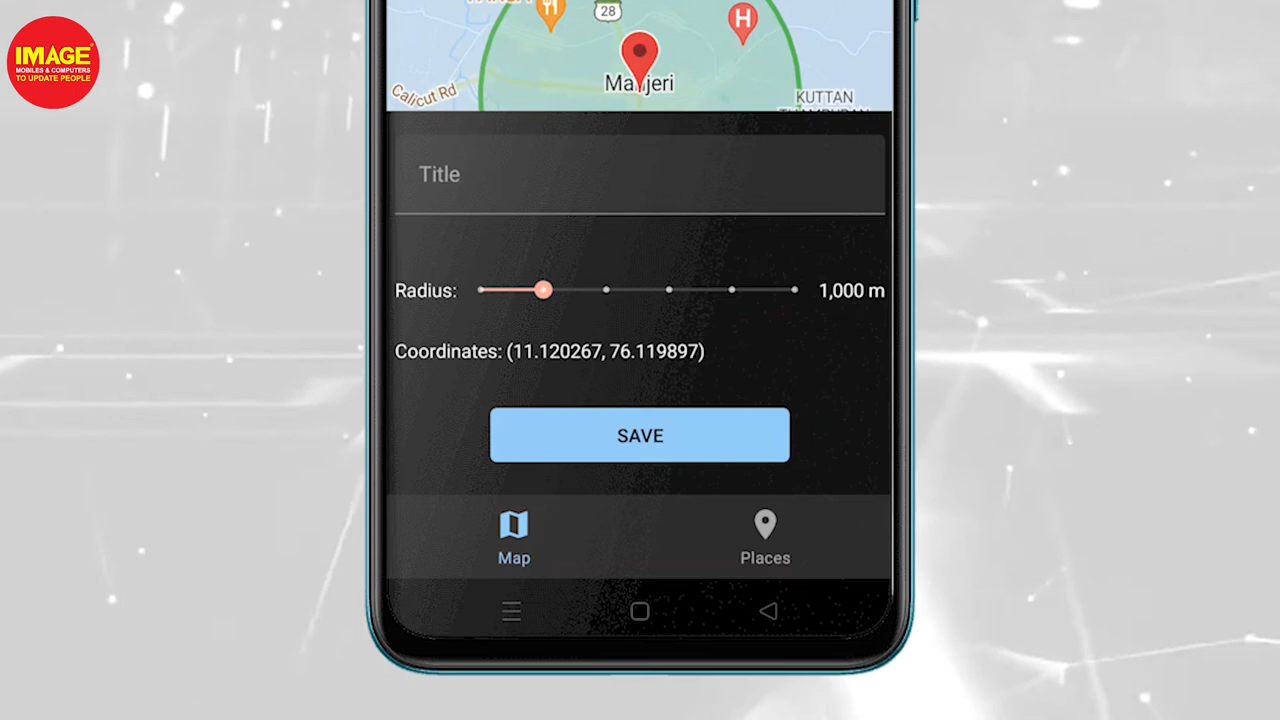 IMAGE
MOBILES & COMPUTERS
TO UPDATE PEOPLE
28
H
Manjeri
Calicut Rd
KUTTAN
Title
Radius:
1,000 m
Coordinates: (11.120267, 76.119897)
SAVE
Map
Places